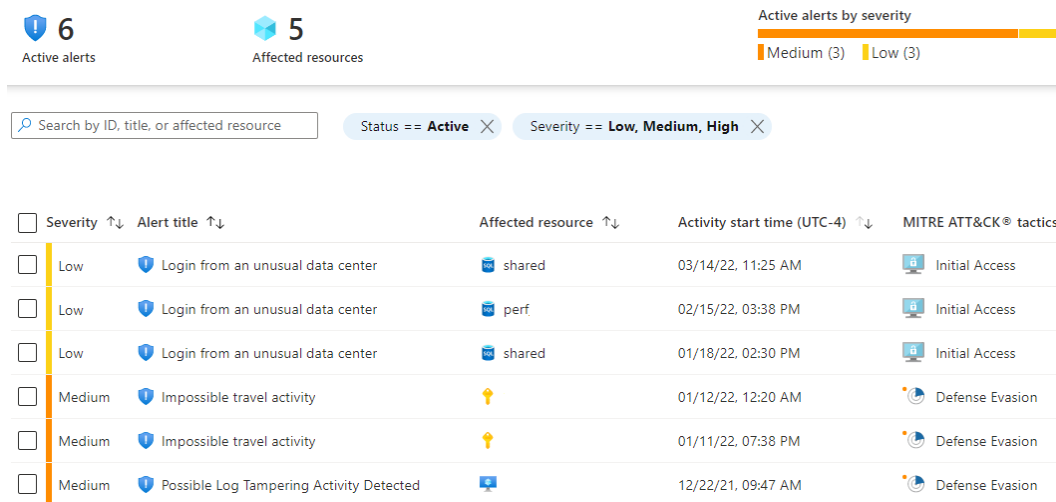 6
Active alerts
5
Affected resources
Active alerts by severity
Medium (3) Low (3)
Search by ID, title, or affected resource
Status == Active
Severity == Low, Medium, High
Severity Alert title Affected resource Activity start time (UTC-4) MITRE ATT&CK® tactics
Low Login from an unusual data center SQL shared 03/14/22, 11:25 AM Initial Access
Low Login from an unusual data center SQL perf 02/15/22, 03:38 PM Initial Access
Low Login from an unusual data center SQL shared 01/18/22, 02:30 PM Initial Access
Medium Impossible travel activity 01/12/22, 12:20 AM Defense Evasion
Medium Impossible travel activity 01/11/22, 07:38 PM Defense Evasion
Medium Possible Log Tampering Activity Detected 12/22/21, 09:47 AM Defense Evasion